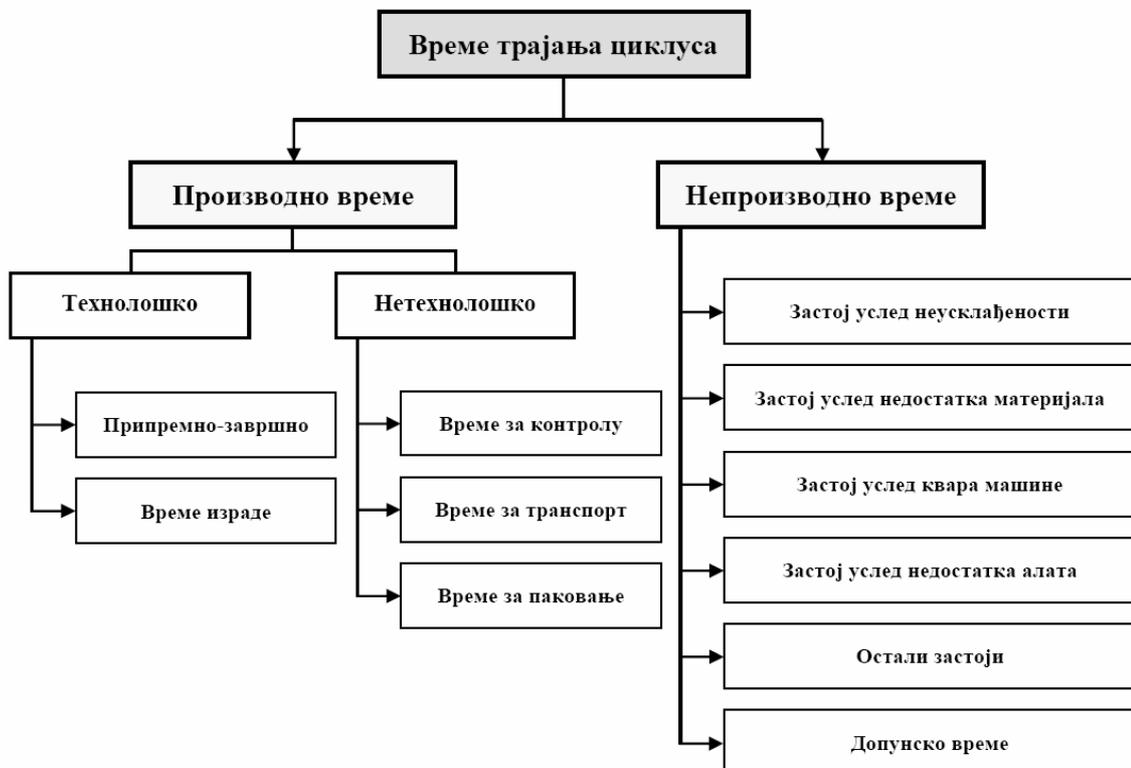 Време трајања циклуса
Производно време
Непроизводно време
Технолошко
Нетехнолошко
Припремно-завршно
Време израде
Време за контролу
Време за транспорт
Време за паковање
Застој услед неусклађености
Застој услед недостатка материјала
Застој услед квара машине
Застој услед недостатка алата
Остали застоји
Допунско време